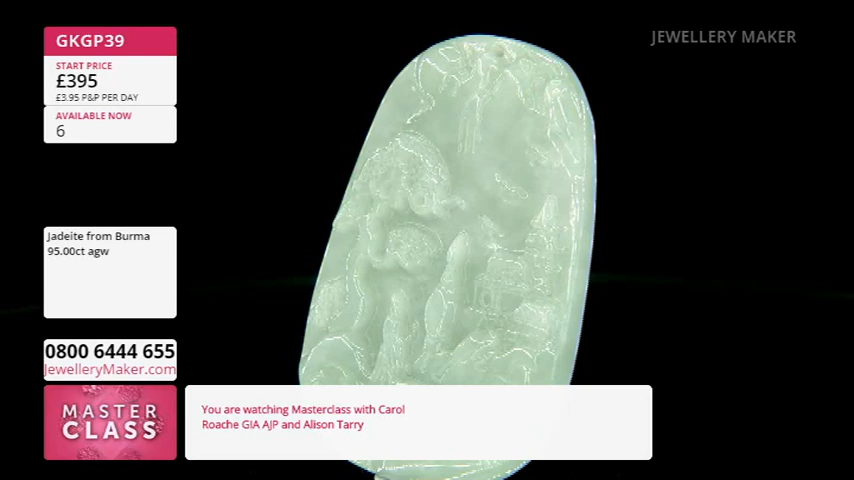 GKGP39
START PRICE
£395
£3.95 P&P PER DAY
AVAILABLE NOW
6
JEWELLERY MAKER
Jadeite from Burma
95.00ct agw
0800 6444 655
JewelleryMaker.com
MASTER
CLASS
You are watching Masterclass with Carol
Roache GIA AJP and Alison Tarry